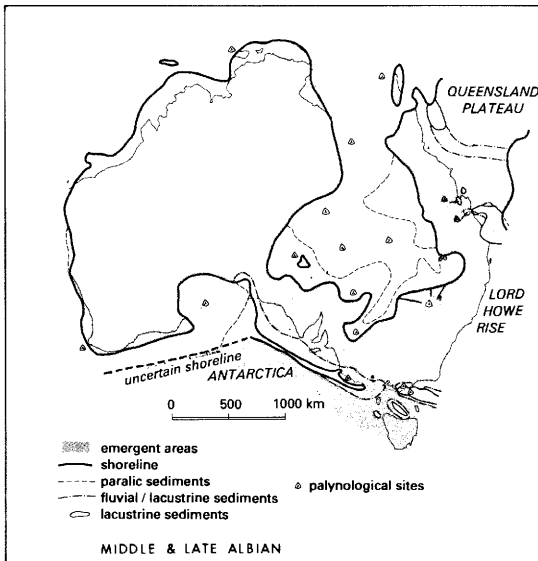 QUEENSLAND
PLATEAU
LORD
HOWE
RISE
uncertain shoreline
ANTARCTICA
0 500 1000 km
emergent areas
shoreline
paralic sediments
fluvial / lacustrine sediments
palynological sites
lacustrine sediments
MIDDLE & LATE ALBIAN